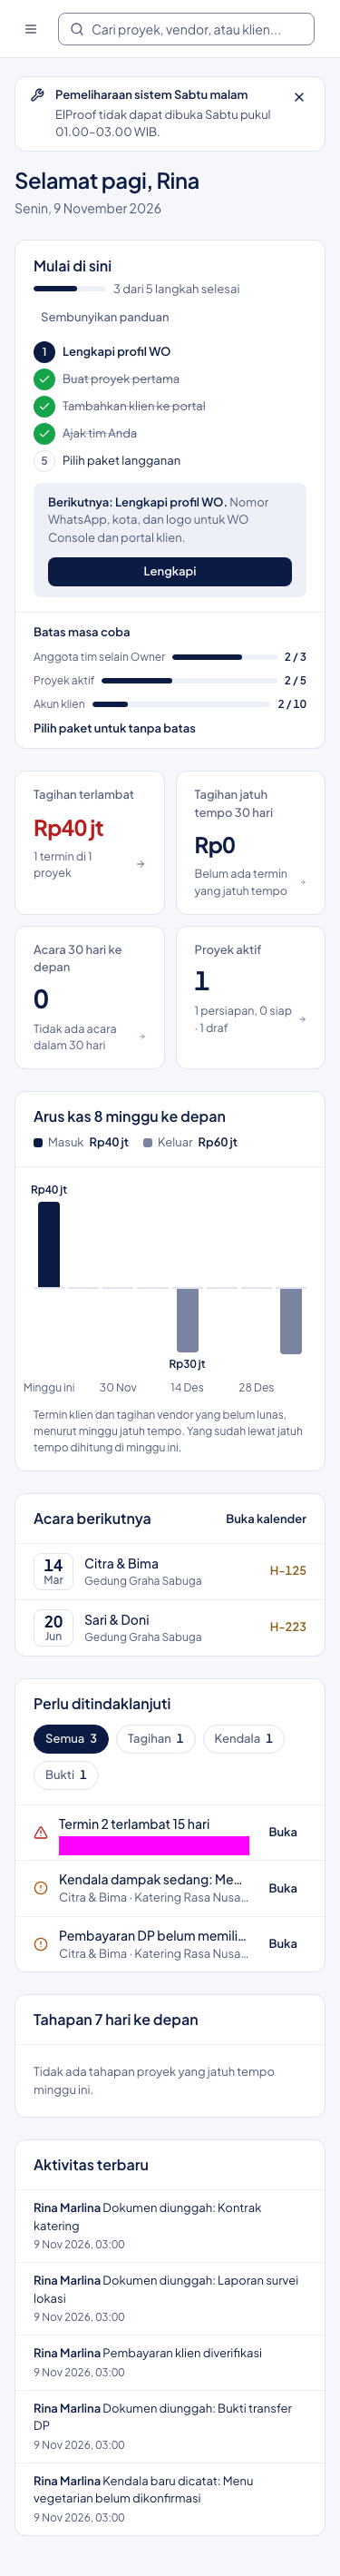 Cari proyek, vendor, atau klien...
Pemeliharaan sistem Sabtu malam
ElProof tidak dapat dibuka Sabtu pukul
01.00–03.00 WIB.
Selamat pagi, Rina
Senin, 9 November 2026
Mulai di sini
3 dari 5 langkah selesai
Sembunyikan panduan
1 Lengkapi profil WO
Buat proyek pertama
Tambahkan klien ke portal
Ajak tim Anda
5 Pilih paket langganan
Berikutnya: Lengkapi profil WO. Nomor
WhatsApp, kota, dan logo untuk WO
Console dan portal klien.
Lengkapi
Batas masa coba
Anggota tim selain Owner 2 / 3
Proyek aktif 2 / 5
Akun klien 2 / 10
Pilih paket untuk tanpa batas
Tagihan terlambat
Rp40 jt
1 termin di 1
proyek
Tagihan jatuh
tempo 30 hari
Rp0
Belum ada termin
yang jatuh tempo
Acara 30 hari ke
depan
0
Tidak ada acara
dalam 30 hari
Proyek aktif
1
1 persiapan, 0 siap
· 1 draf
Arus kas 8 minggu ke depan
Masuk Rp40 jt Keluar Rp60 jt
Rp40 jt
Rp30 jt
Minggu ini 30 Nov 14 Des 28 Des
Termin klien dan tagihan vendor yang belum lunas,
menurut minggu jatuh tempo. Yang sudah lewat jatuh
tempo dihitung di minggu ini.
Acara berikutnya Buka kalender
14 Mar
Citra & Bima
Gedung Graha Sabuga
H-125
20 Jun
Sari & Doni
Gedung Graha Sabuga
H-223
Perlu ditindaklanjuti
Semua 3 Tagihan 1 Kendala 1
Bukti 1
Termin 2 terlambat 15 hari
Buka
Kendala dampak sedang: Me...
Citra & Bima · Katering Rasa Nusa...
Buka
Pembayaran DP belum memili...
Citra & Bima · Katering Rasa Nusa...
Buka
Tahapan 7 hari ke depan
Tidak ada tahapan proyek yang jatuh tempo
minggu ini.
Aktivitas terbaru
Rina Marlina Dokumen diunggah: Kontrak
katering
9 Nov 2026, 03:00
Rina Marlina Dokumen diunggah: Laporan survei
lokasi
9 Nov 2026, 03:00
Rina Marlina Pembayaran klien diverifikasi
9 Nov 2026, 03:00
Rina Marlina Dokumen diunggah: Bukti transfer
DP
9 Nov 2026, 03:00
Rina Marlina Kendala baru dicatat: Menu
vegetarian belum dikonfirmasi
9 Nov 2026, 03:00